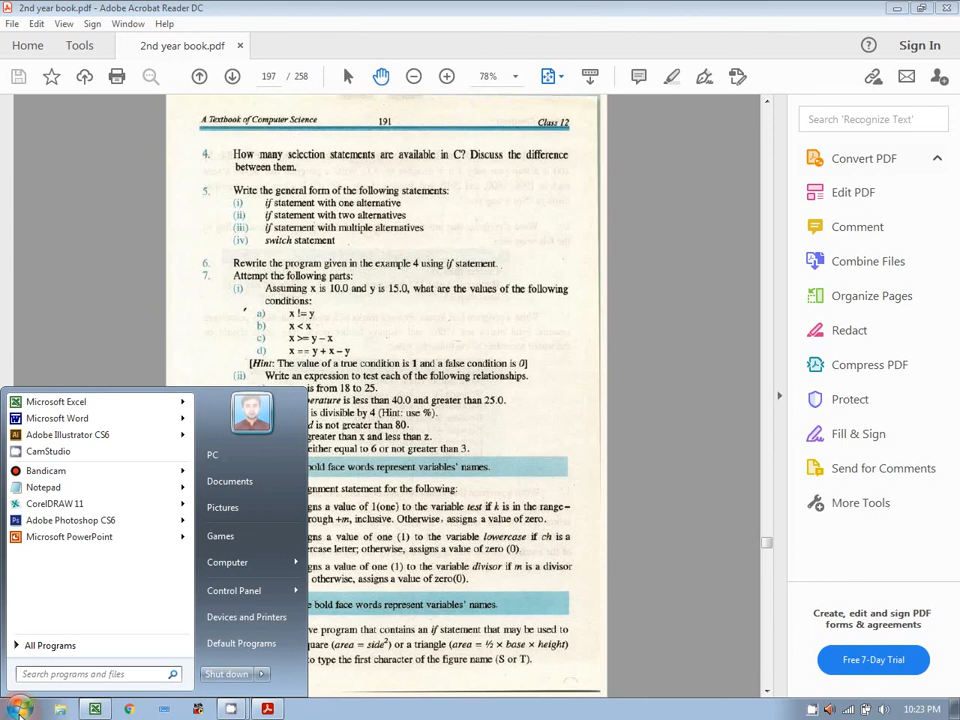 2nd year book.pdf - Adobe Acrobat Reader DC
File Edit View Sign Window Help
Home Tools 2nd year book.pdf × Sign In
197 / 258 78%
A Textbook of Computer Science 191 Class 12
4. How many selection statements are available in C? Discuss the difference
between them.
5. Write the general form of the following statements:
(i) if statement with one alternative
(ii) if statement with two alternatives
(iii) if statement with multiple alternatives
(iv) switch statement
6. Rewrite the program given in the example 4 using if statement.
7. Attempt the following parts:
(i) Assuming x is 10.0 and y is 15.0, what are the values of the following
conditions:
a) x != y
b) x < x
c) x >= y – x
d) x == y + x – y
[Hint: The value of a true condition is 1 and a false condition is 0]
(ii) Write an expression to test each of the following relationships.
is from 18 to 25.
perature is less than 40.0 and greater than 25.0.
is divisible by 4 (Hint: use %).
d is not greater than 80.
greater than x and less than z.
either equal to 6 or not greater than 3.
bold face words represent variables' names.
gnment statement for the following:
gns a value of 1(one) to the variable test if k is in the range–
rough +m, inclusive. Otherwise, assigns a value of zero.
gns a value of one (1) to the variable lowercase if ch is a
ercase letter; otherwise, assigns a value of zero (0).
gns a value of one (1) to the variable divisor if m is a divisor
otherwise, assigns a value of zero(0).
e bold face words represent variables' names.
ve program that contains an if statement that may be used to
quare (area = side²) or a triangle (area = ½ × base × height)
to type the first character of the figure name (S or T).
Search 'Recognize Text'
Convert PDF
Edit PDF
Comment
Combine Files
Organize Pages
Redact
Compress PDF
Protect
Fill & Sign
Send for Comments
More Tools
Create, edit and sign PDF
forms & agreements
Free 7-Day Trial
Microsoft Excel
Microsoft Word
Adobe Illustrator CS6
CamStudio
Bandicam
Notepad
CorelDRAW 11
Adobe Photoshop CS6
Microsoft PowerPoint
All Programs
Search programs and files
PC
Documents
Pictures
Games
Computer
Control Panel
Devices and Printers
Default Programs
Shut down
10:23 PM